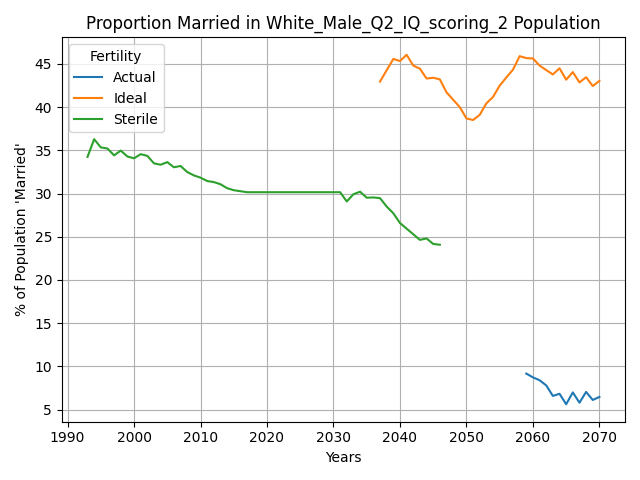 Proportion Married in White_Male_Q2_IQ_scoring_2 Population
Fertility
Actual
Ideal
Sterile
% of Population 'Married'
45
40
35
30
25
20
15
10
5
1990 2000 2010 2020 2030 2040 2050 2060 2070
Years